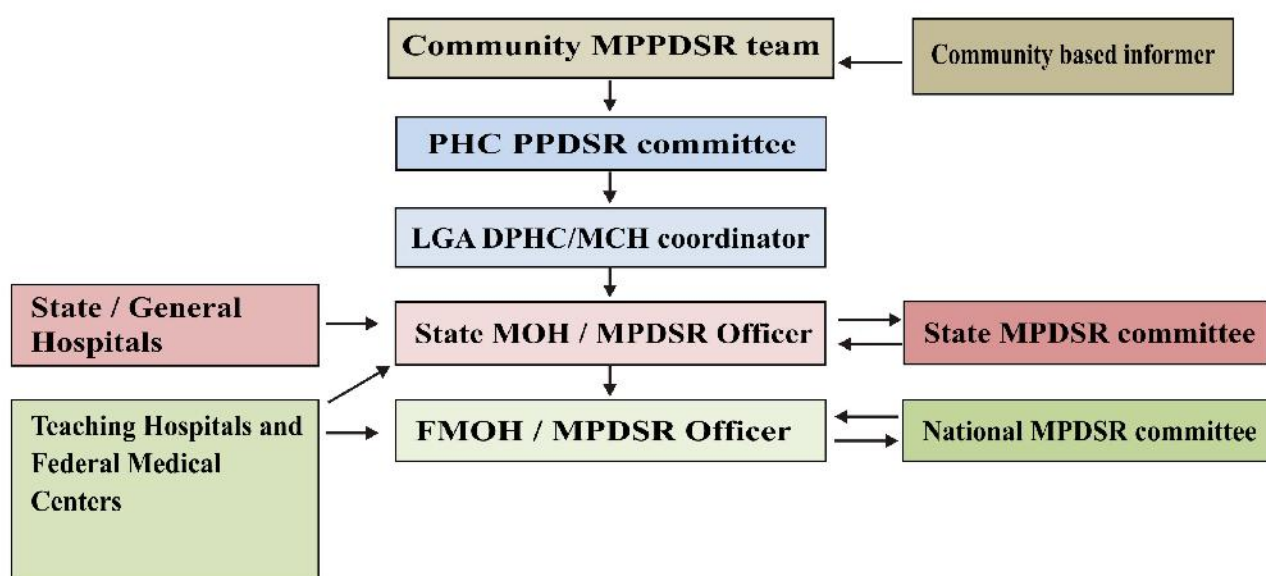 Community MPPDSR team
Community based informer
PHC PPDSR committee
LGA DPHC/MCH coordinator
State / General
Hospitals
State MOH / MPDSR Officer
State MPDSR committee
Teaching Hospitals and
Federal Medical
Centers
FMOH / MPDSR Officer
National MPDSR committee